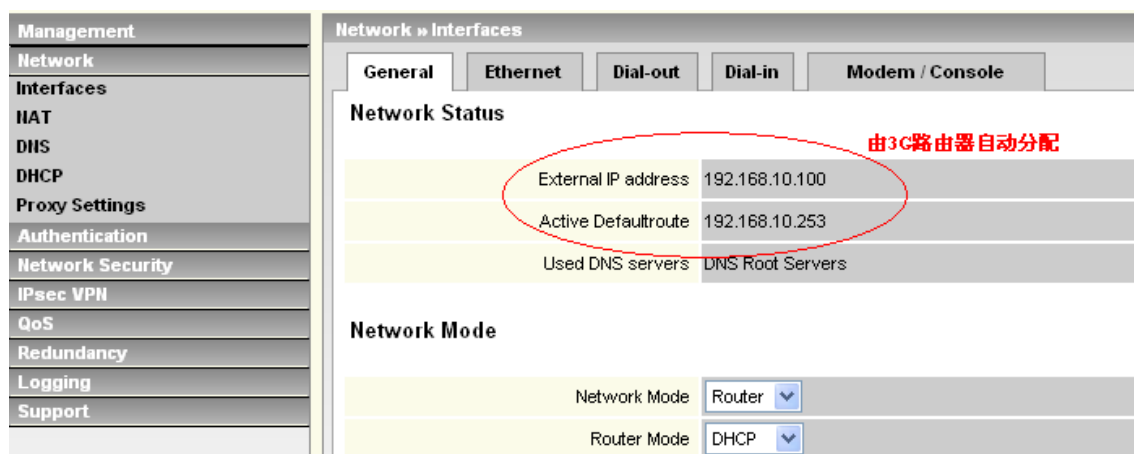 Management
Network
Interfaces
NAT
DNS
DHCP
Proxy Settings
Authentication
Network Security
IPsec VPN
QoS
Redundancy
Logging
Support
Network » Interfaces
General Ethernet Dial-out Dial-in Modem / Console
Network Status
由3G路由器自动分配
External IP address 192.168.10.100
Active Defaultroute 192.168.10.253
Used DNS servers DNS Root Servers
Network Mode
Network Mode Router
Router Mode DHCP